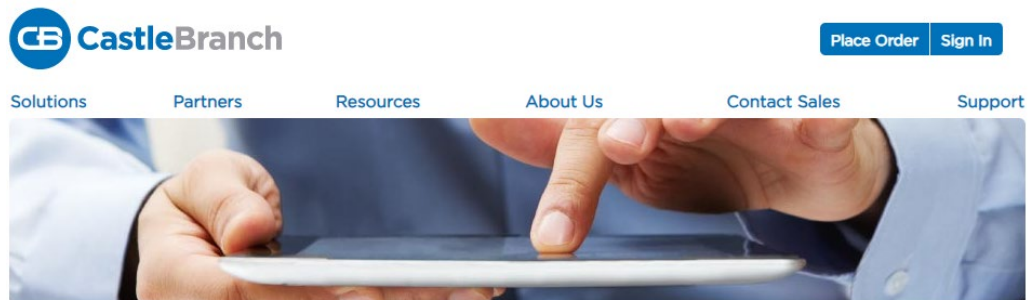 CB CastleBranch
Place Order Sign In
Solutions Partners Resources About Us Contact Sales Support